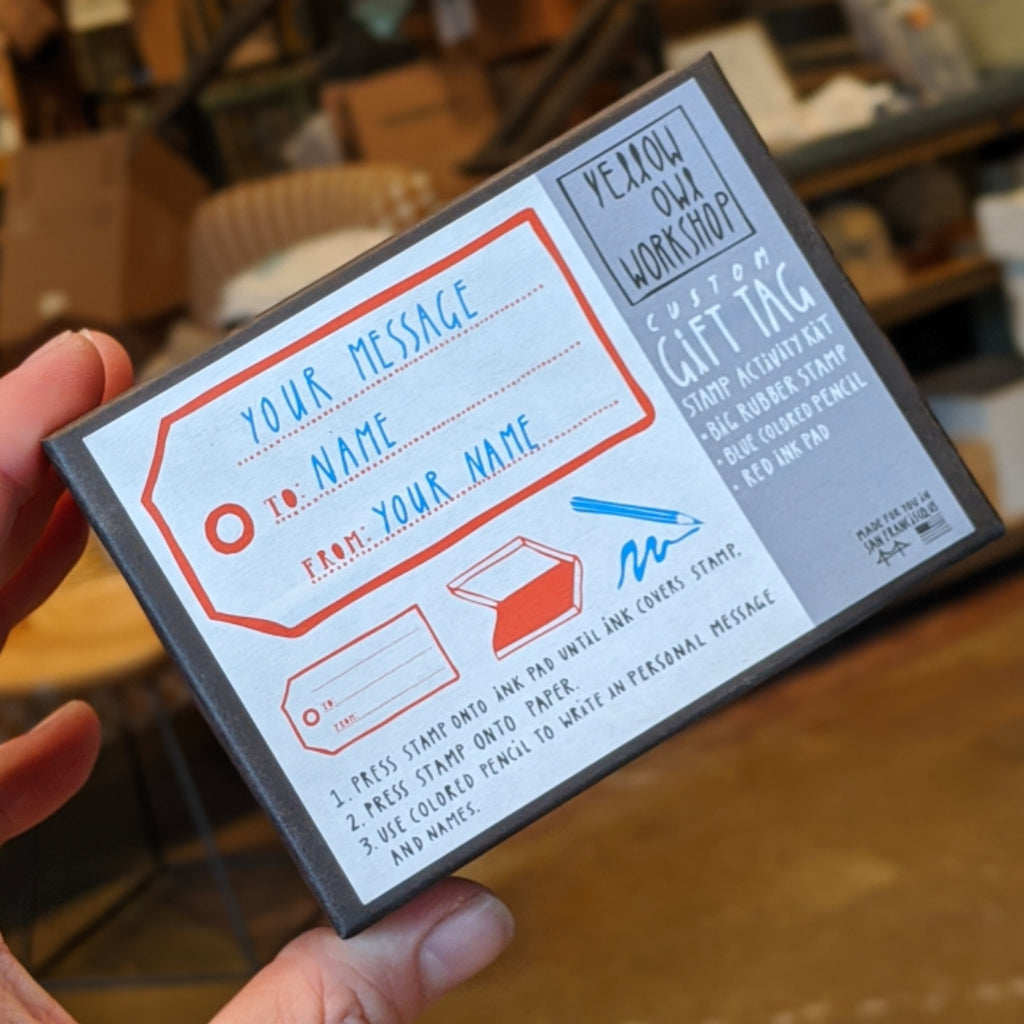 YOUR MESSAGE
TO: NAME
FROM: YOUR NAME
TO:
FROM:
1. PRESS STAMP ONTO INK PAD UNTIL INK COVERS STAMP.
2. PRESS STAMP ONTO PAPER.
3. USE COLORED PENCIL TO WRITE IN PERSONAL MESSAGE
AND NAMES.
YELLOW
OWL
WORKSHOP
CUSTOM
GIFT TAG
STAMP ACTIVITY KIT
• BIG RUBBER STAMP
• BLUE COLORED PENCIL
• RED INK PAD
MADE FOR YOU IN
SAN FRANCISCO, US